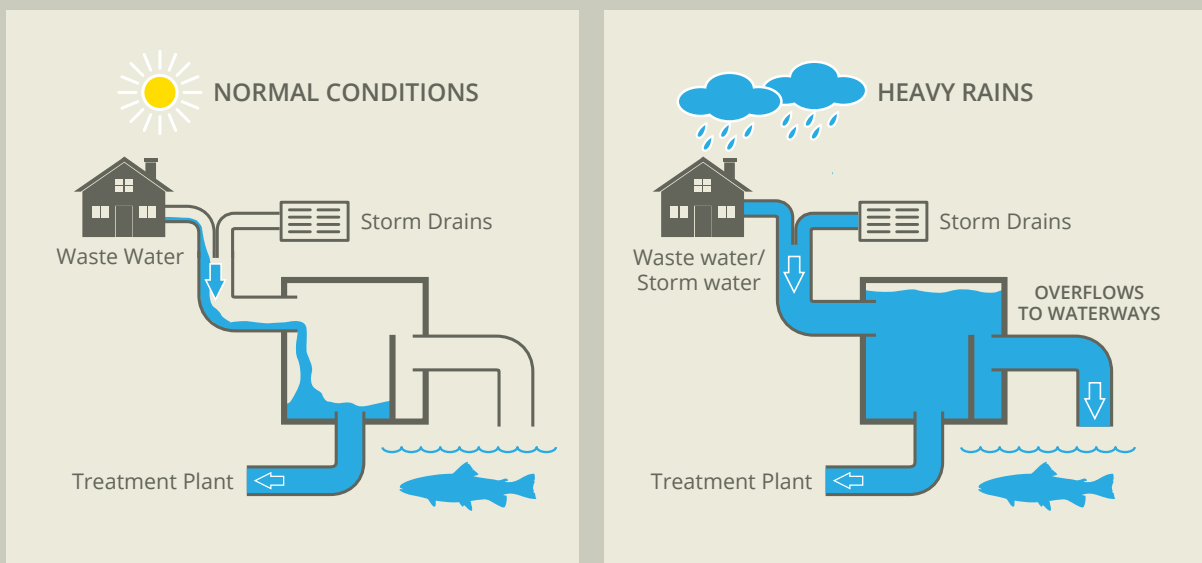 NORMAL CONDITIONS
Storm Drains
Waste Water
Treatment Plant
HEAVY RAINS
Storm Drains
Waste water/
Storm water
OVERFLOWS
TO WATERWAYS
Treatment Plant